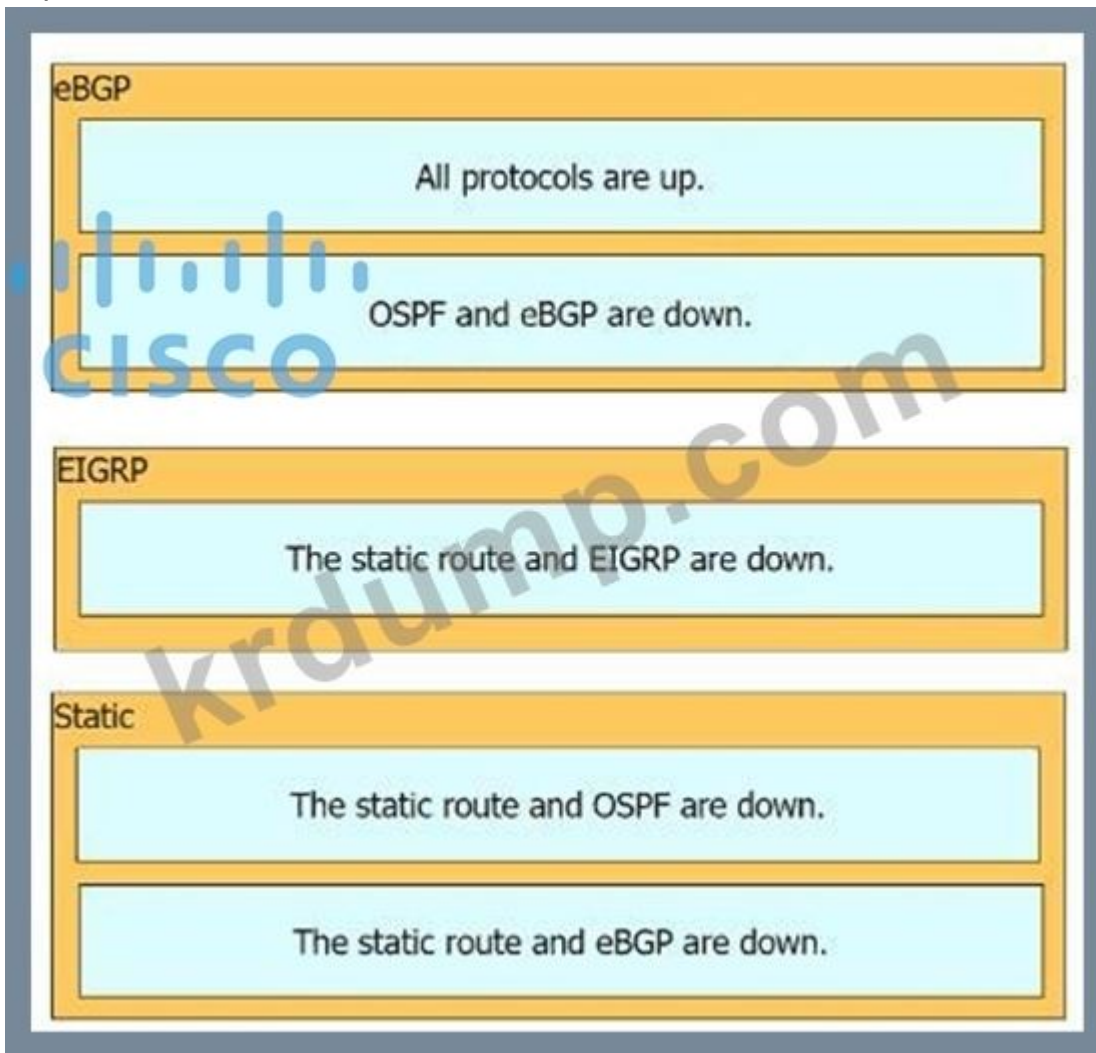 eBGP
All protocols are up.
OSPF and eBGP are down.
CISCO
EIGRP
The static route and EIGRP are down.
krdump.com
Static
The static route and OSPF are down.
The static route and eBGP are down.